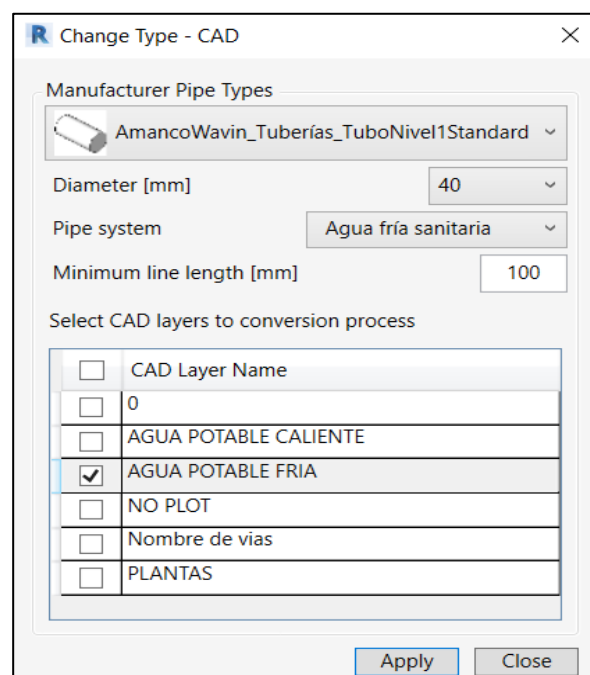 R Change Type - CAD
Manufacturer Pipe Types
AmancoWavin_Tuberías_TuboNivel1Standard
Diameter [mm] 40
Pipe system Agua fría sanitaria
Minimum line length [mm] 100
Select CAD layers to conversion process
CAD Layer Name
0
AGUA POTABLE CALIENTE
AGUA POTABLE FRIA
NO PLOT
Nombre de vias
PLANTAS
Apply Close